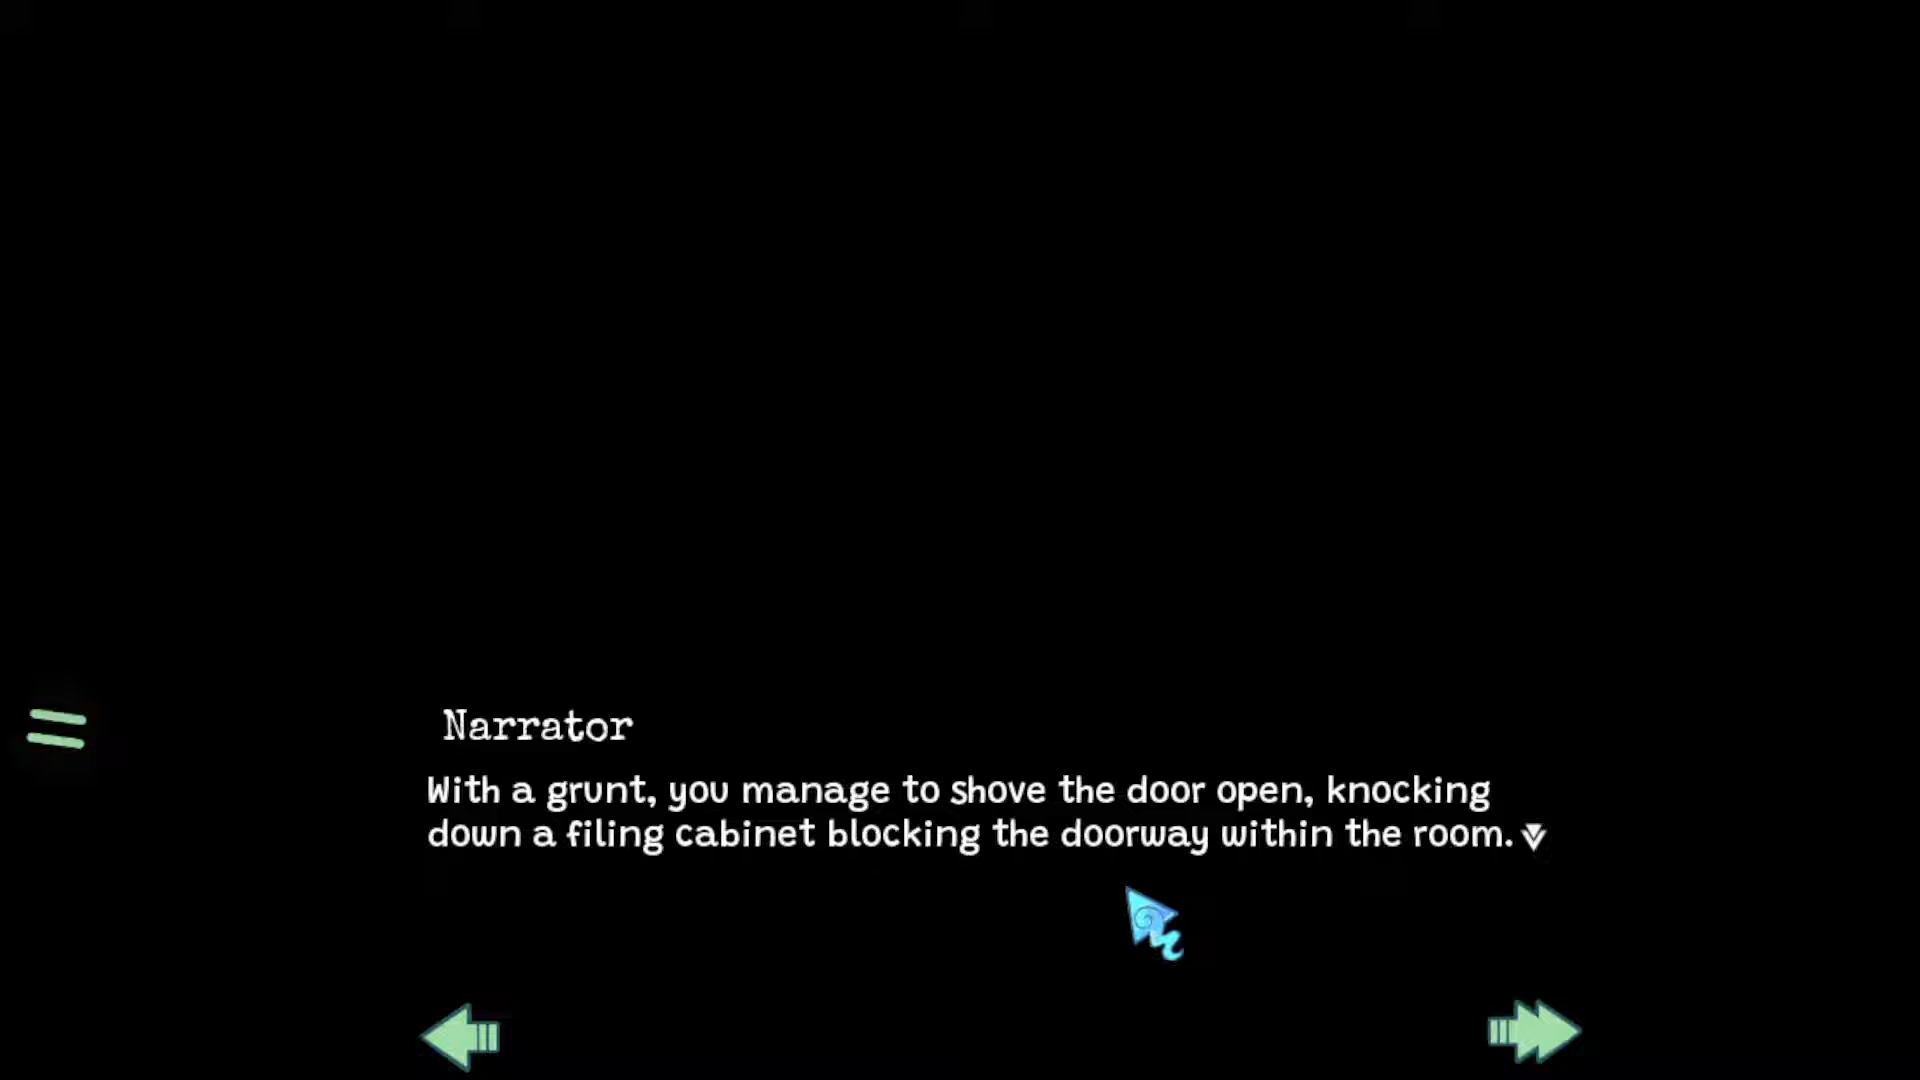 Narrator
With a grunt, you manage to shove the door open, knocking
down a filing cabinet blocking the doorway within the room.